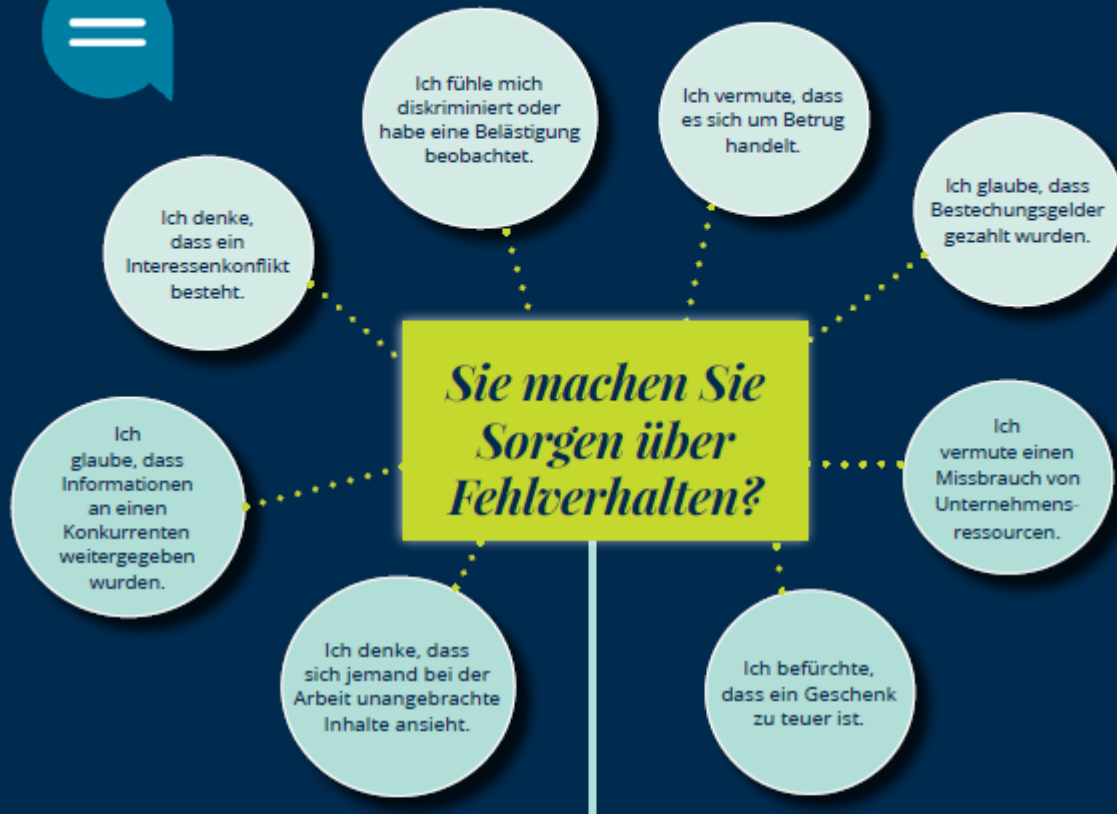 Ich fühle mich
diskriminiert oder
habe eine Belästigung
beobachtet.
Ich vermute, dass
es sich um Betrug
handelt.
Ich glaube, dass
Bestechungsgelder
gezahlt wurden.
Ich denke,
dass ein
Interessenkonflikt
besteht.
Sie machen Sie
Sorgen über
Fehlverhalten?
Ich
glaube, dass
Informationen
an einen
Konkurrenten
weitergegeben
wurden.
Ich
vermute einen
Missbrauch von
Unternehmens-
ressourcen.
Ich denke, dass
sich jemand bei der
Arbeit unangebrachte
Inhalte ansieht.
Ich befürchte,
dass ein Geschenk
zu teuer ist.